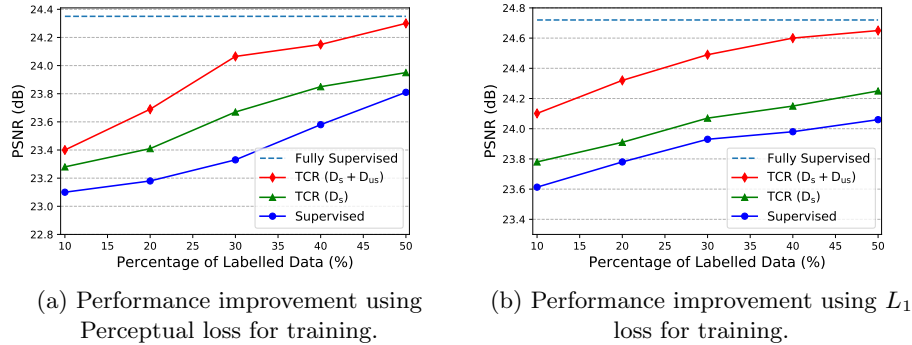 24.4
24.2
24.0
23.8
23.6
23.4
23.2
23.0
22.8
PSNR (dB)
10 15 20 25 30 35 40 45 50
Percentage of Labelled Data (%)
Fully Supervised
TCR (Ds + Dus)
TCR (Ds)
Supervised
(a) Performance improvement using
Perceptual loss for training.
24.8
24.6
24.4
24.2
24.0
23.8
23.6
23.4
PSNR (dB)
10 15 20 25 30 35 40 45 50
Percentage of Labelled Data (%)
Fully Supervised
TCR (Ds + Dus)
TCR (Ds)
Supervised
(b) Performance improvement using L1
loss for training.